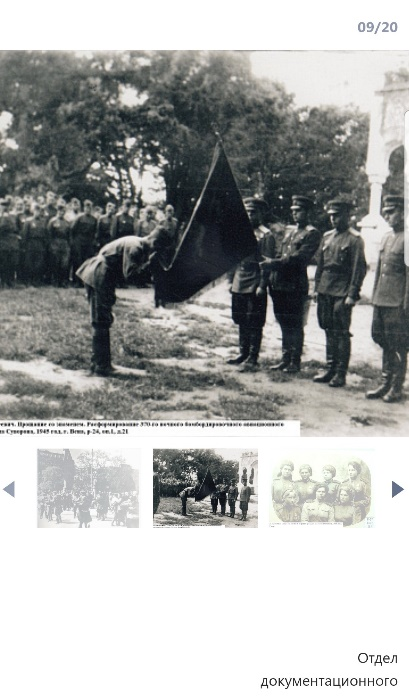 09/20
Прощание со знаменем. Расформирование 570-го ночного бомбардировочного авиационного
Суворова, 1945 год, г. Вена, р-24, оп.1, д.21
Отдел
документационного